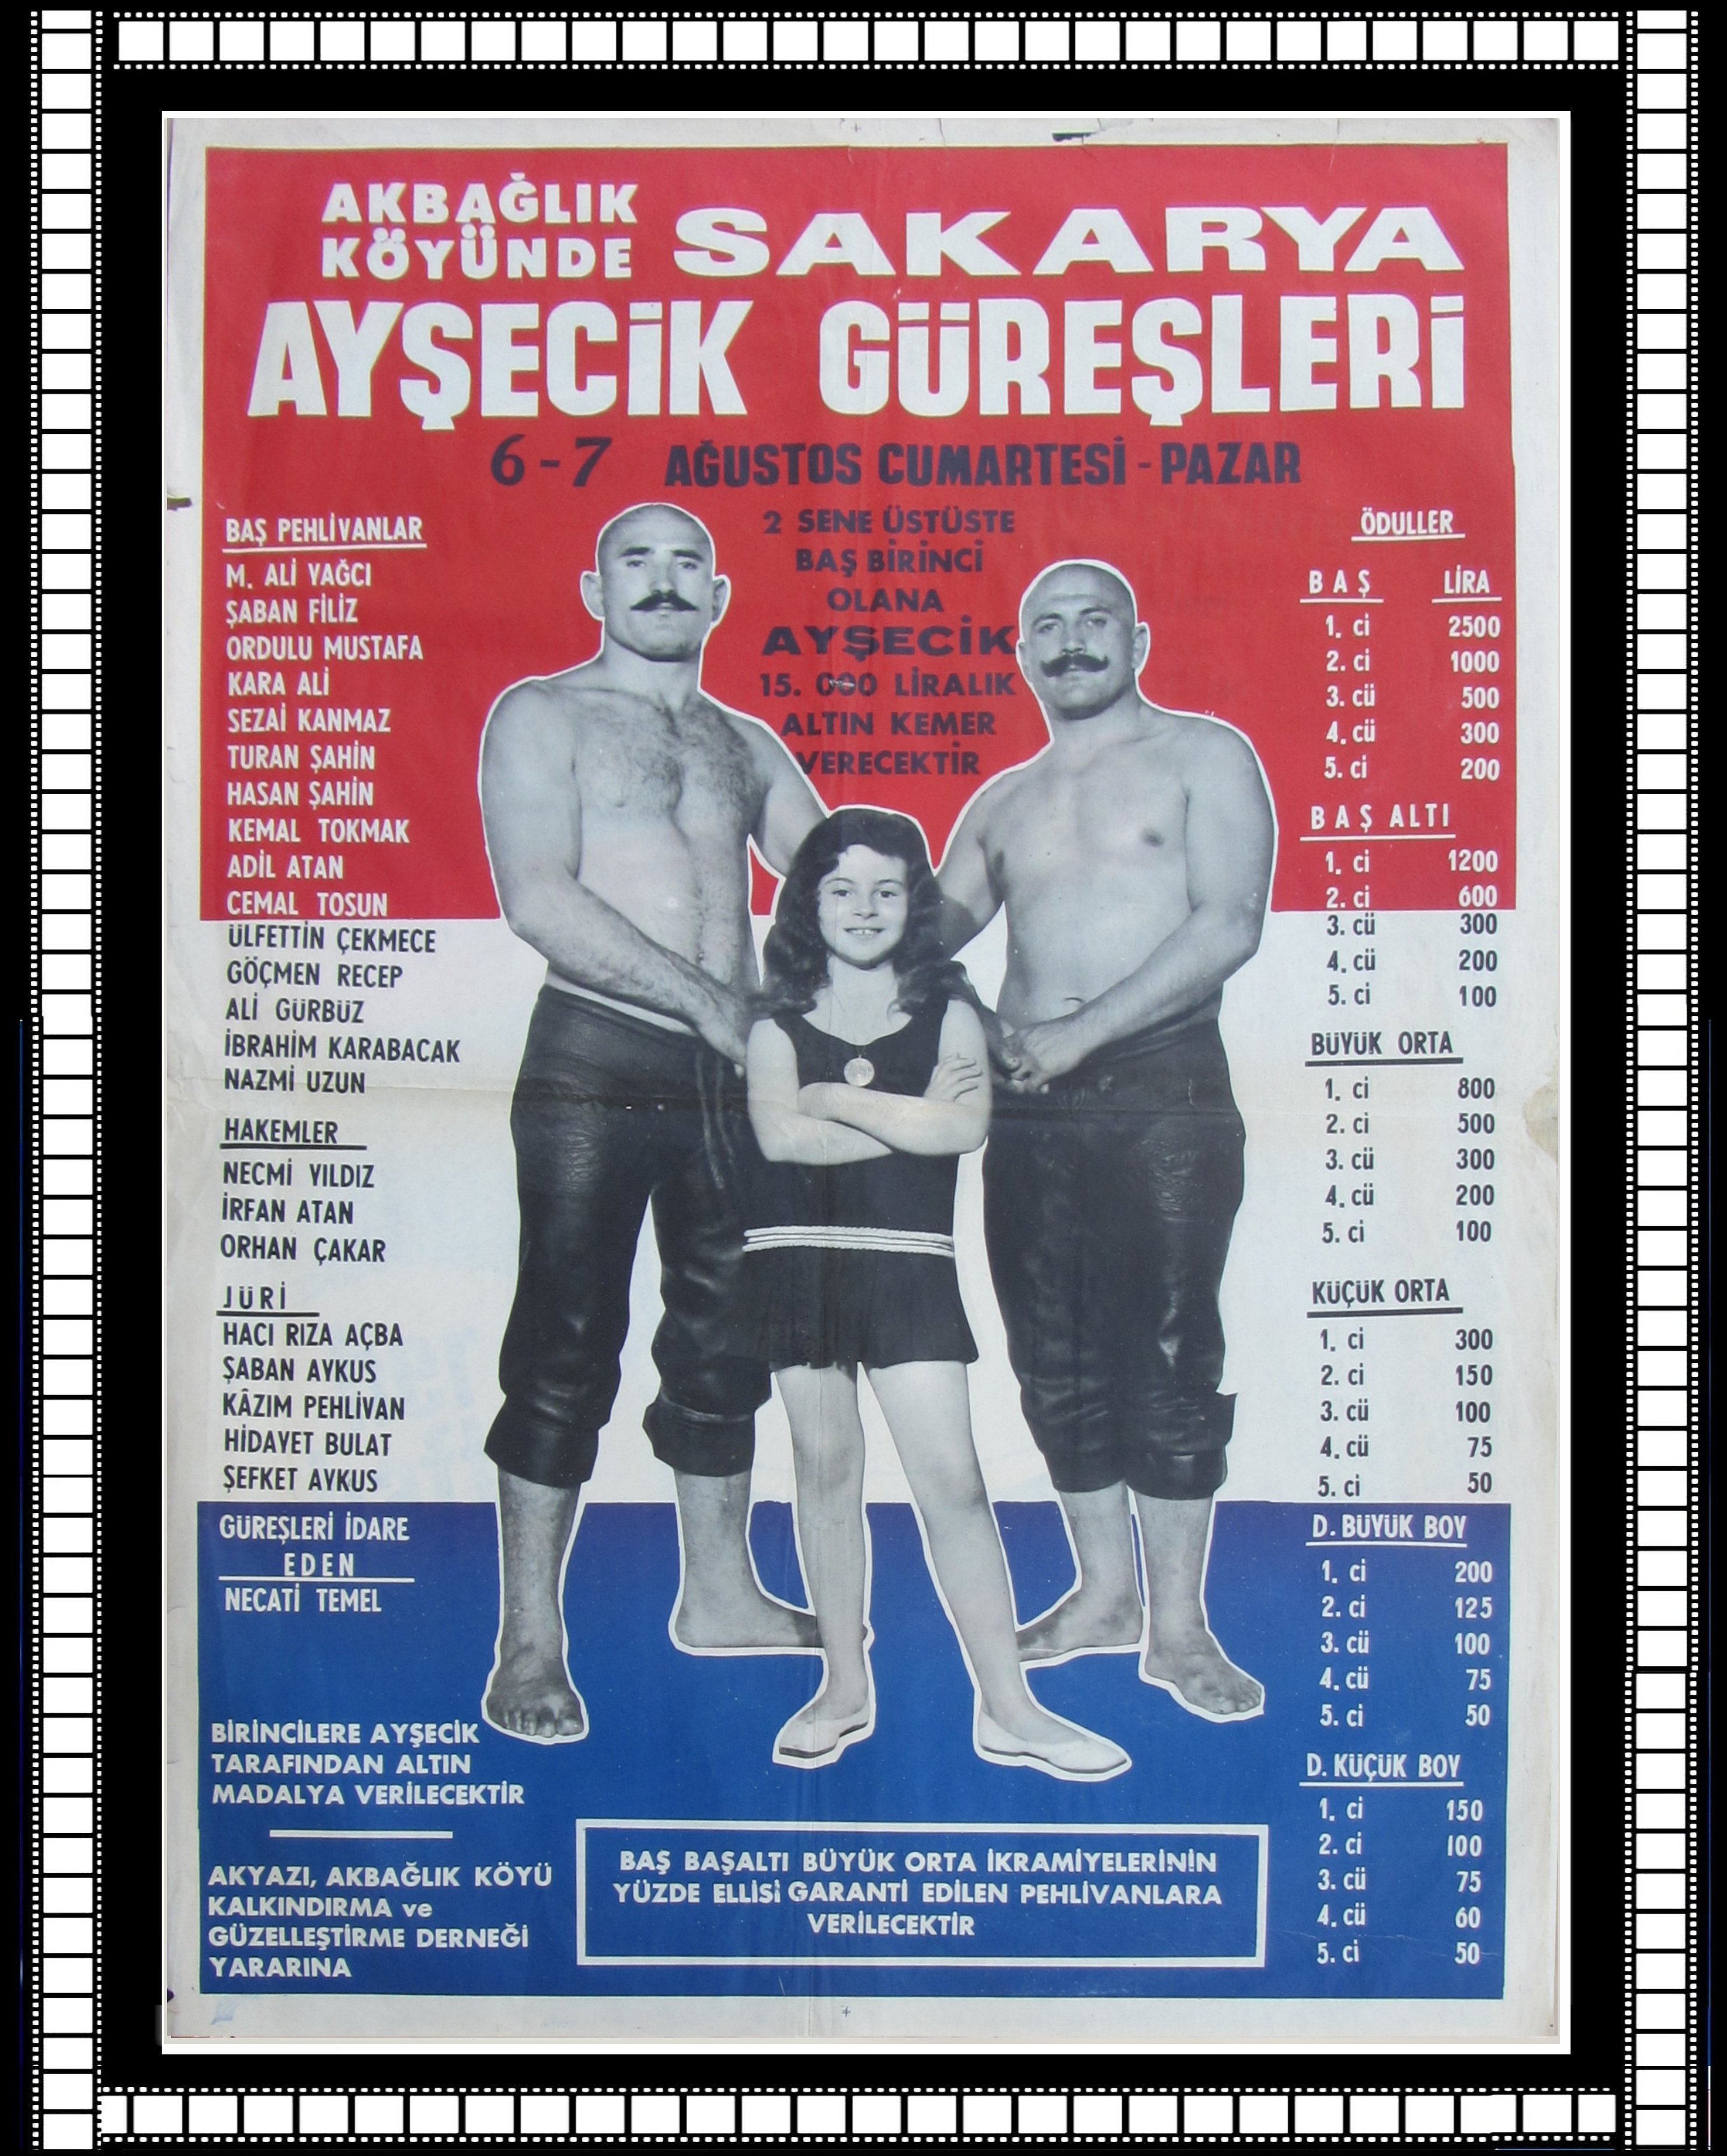 AKBAĞLIK
KÖYÜNDE
SAKARYA
AYŞECİK GÜREŞLERİ
6-7 AĞUSTOS CUMARTESİ - PAZAR
BAŞ PEHLİVANLAR
M. ALİ YAĞCI
ŞABAN FİLİZ
ORDULU MUSTAFA
KARA ALİ
SEZAİ KANMAZ
TURAN ŞAHİN
HASAN ŞAHİN
KEMAL TOKMAK
ADİL ATAN
CEMAL TOSUN
ÜLFETTİN ÇEKMECE
GÖÇMEN RECEP
ALİ GÜRBÜZ
İBRAHİM KARABACAK
NAZMİ UZUN
HAKEMLER
NECMİ YILDIZ
İRFAN ATAN
ORHAN ÇAKAR
JÜRİ
HACI RIZA AÇBA
ŞABAN AYKUS
KÂZIM PEHLİVAN
HİDAYET BULAT
ŞEFKET AYKUS
GÜREŞLERİ İDARE
EDEN
NECATİ TEMEL
BİRİNCİLERE AYŞECİK
TARAFINDAN ALTIN
MADALYA VERİLECEKTİR
AKYAZI, AKBAĞLIK KÖYÜ
KALKINDIRMA ve
GÜZELLEŞTİRME DERNEĞİ
YARARINA
2 SENE ÜSTÜSTE
BAŞ BİRİNCİ
OLANA
AYŞECİK
15. 000 LİRALIK
ALTIN KEMER
VERECEKTİR
BAŞ BAŞALTI BÜYÜK ORTA İKRAMİYELERİNİN
YÜZDE ELLİSİ GARANTİ EDİLEN PEHLİVANLARA
VERİLECEKTİR
ÖDULLER
BAŞ LİRA
1. ci 2500
2. ci 1000
3. cü 500
4. cü 300
5. ci 200
BAŞ ALTI
1. ci 1200
2. ci 600
3. cü 300
4. cü 200
5. ci 100
BÜYÜK ORTA
1. ci 800
2. ci 500
3. cü 300
4. cü 200
5. ci 100
KÜÇÜK ORTA
1. ci 300
2. ci 150
3. cü 100
4. cü 75
5. ci 50
D. BÜYÜK BOY
1. ci 200
2. ci 125
3. cü 100
4. cü 75
5. ci 50
D. KÜÇÜK BOY
1. ci 150
2. ci 100
3. cü 75
4. cü 60
5. ci 50